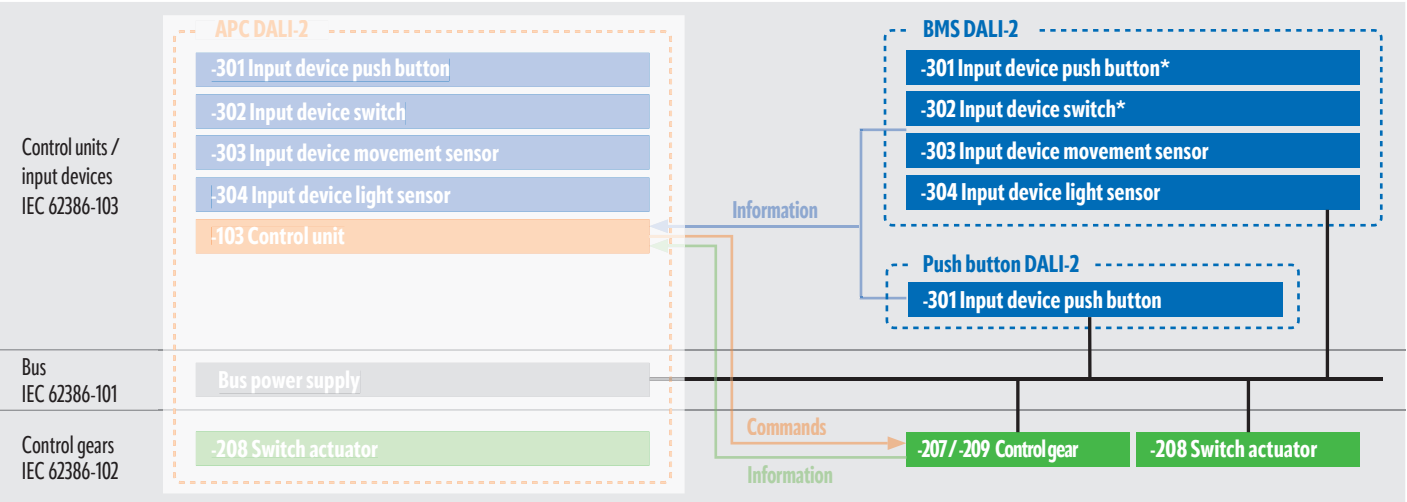 APC DALI-2
-301 Input device push button
-302 Input device switch
-303 Input device movement sensor
-304 Input device light sensor
-103 Control unit
Bus power supply
-208 Switch actuator
Control units /
input devices
IEC 62386-103
Bus
IEC 62386-101
Control gears
IEC 62386-102
Information
Commands
Information
BMS DALI-2
-301 Input device push button*
-302 Input device switch*
-303 Input device movement sensor
-304 Input device light sensor
Push button DALI-2
-301 Input device push button
-207 / -209 Control gear
-208 Switch actuator